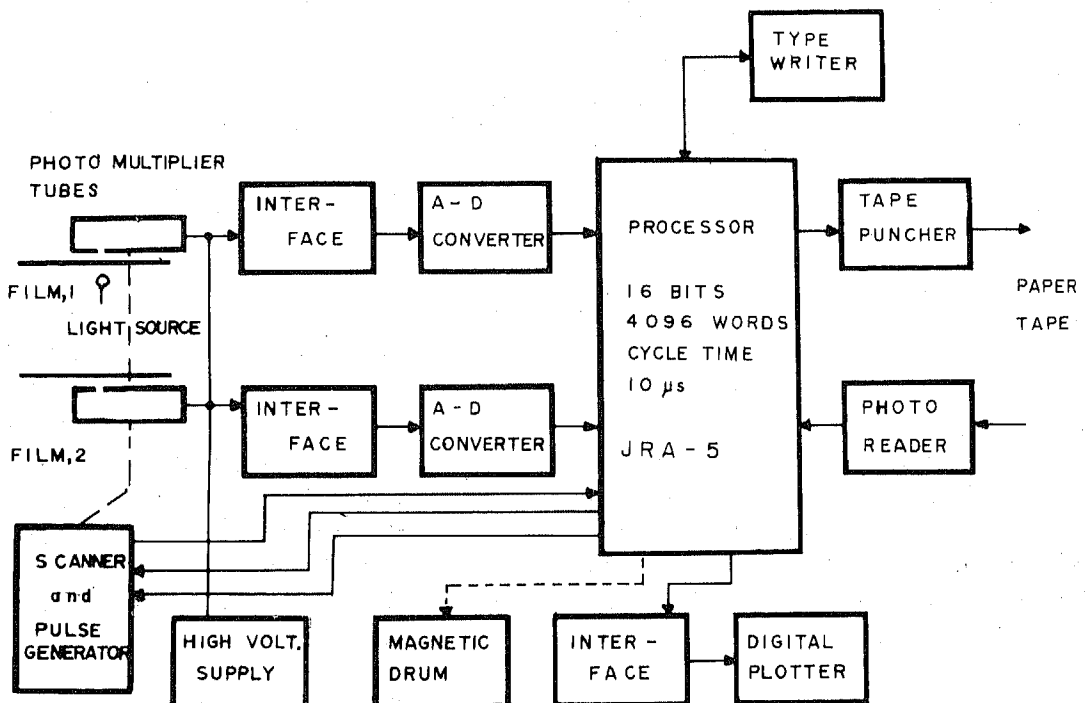 TYPE
WRITER
PHOTO MULTIPLIER
TUBES
INTER-
FACE
A-D
CONVERTER
PROCESSOR
16 BITS
4096 WORDS
CYCLE TIME
10 μs
JRA-5
TAPE
PUNCHER
PAPER
TAPE
FILM,1
LIGHT SOURCE
INTER-
FACE
A-D
CONVERTER
PHOTO
READER
FILM,2
SCANNER
and
PULSE
GENERATOR
HIGH VOLT.
SUPPLY
MAGNETIC
DRUM
INTER-
FACE
DIGITAL
PLOTTER